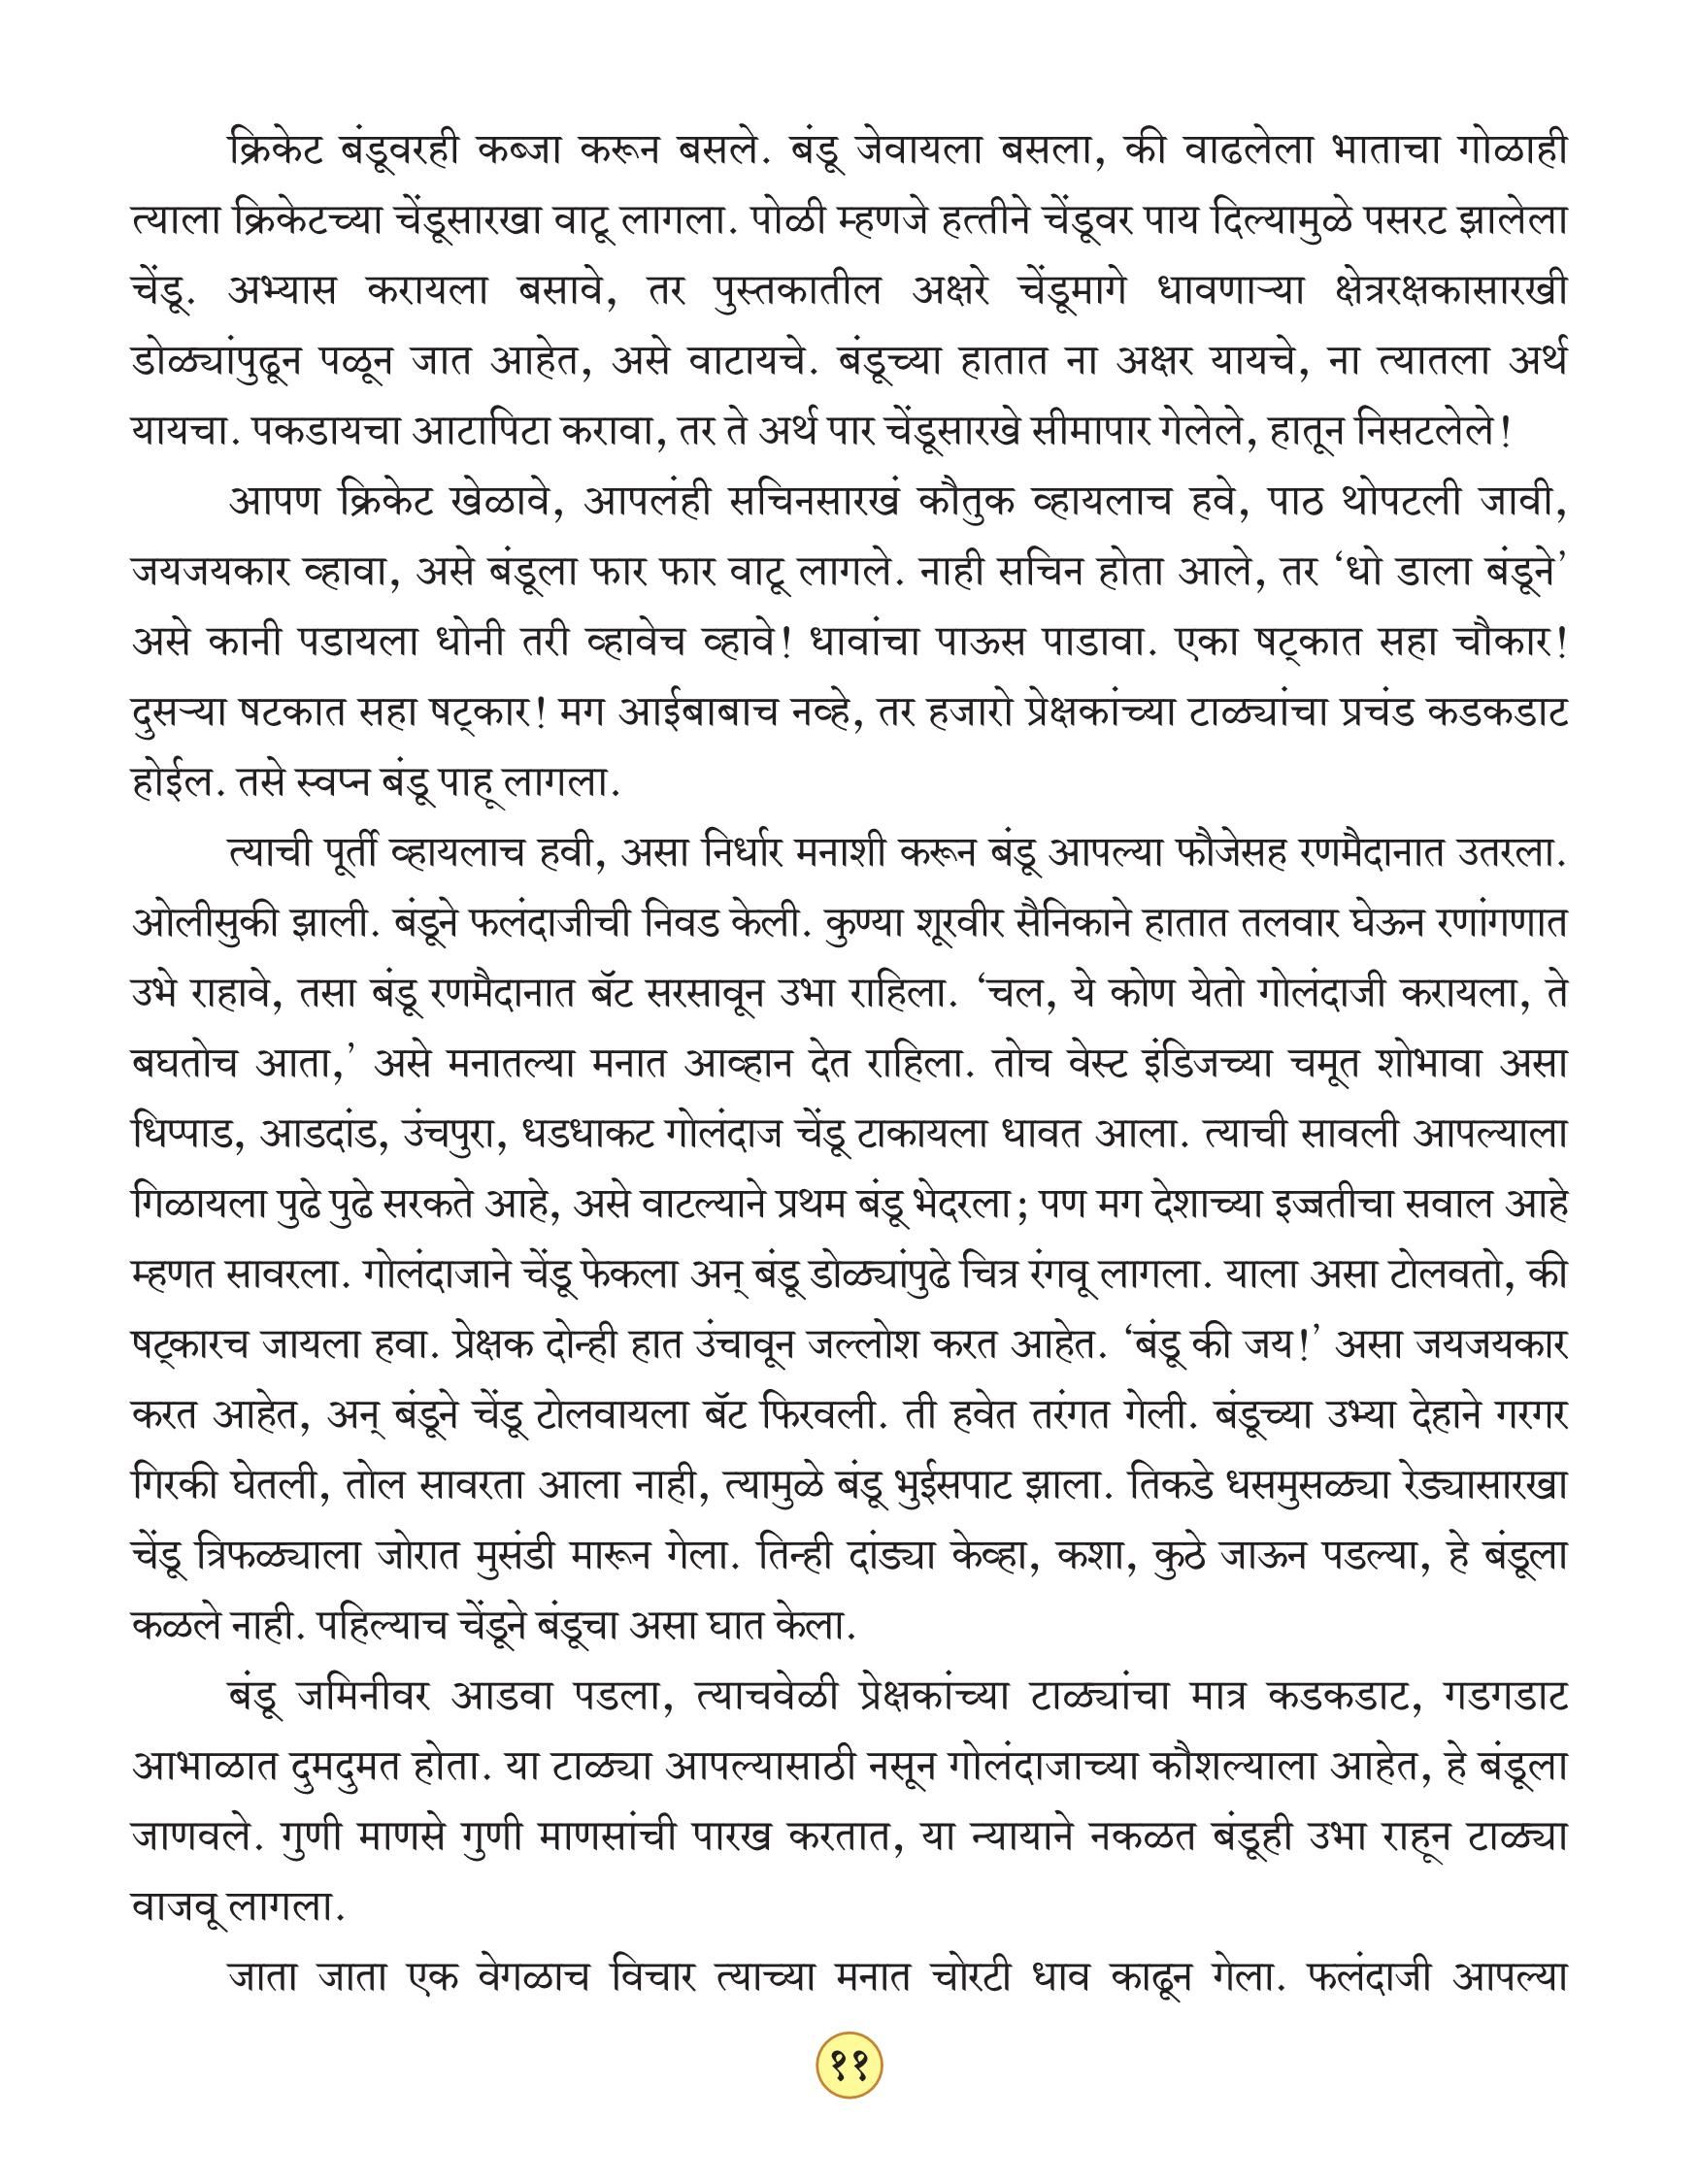 क्रिकेट बंडूवरही कब्जा करून बसले. बंडू जेवायला बसला, की वाढलेला भाताचा गोळाही
त्याला क्रिकेटच्या चेंडूसारखा वाटू लागला. पोळी म्हणजे हत्तीने चेंडूवर पाय दिल्यामुळे पसरट झालेला
चेंडू. अभ्यास करायला बसावे, तर पुस्तकातील अक्षरे चेंडूमागे धावणाऱ्या क्षेत्ररक्षकासारखी
डोळ्यांपुढून पळून जात आहेत, असे वाटायचे. बंडूच्या हातात ना अक्षर यायचे, ना त्यातला अर्थ
यायचा. पकडायचा आटापिटा करावा, तर ते अर्थ पार चेंडूसारखे सीमापार गेलेले, हातून निसटलेले!
आपण क्रिकेट खेळावे, आपलंही सचिनसारखं कौतुक व्हायलाच हवे, पाठ थोपटली जावी,
जयजयकार व्हावा, असे बंडूला फार फार वाटू लागले. नाही सचिन होता आले, तर ‘धो डाला बंडूने’
असे कानी पडायला धोनी तरी व्हावेच व्हावे! धावांचा पाऊस पाडावा. एका षट्कात सहा चौकार!
दुसऱ्या षटकात सहा षट्कार! मग आईबाबाच नव्हे, तर हजारो प्रेक्षकांच्या टाळ्यांचा प्रचंड कडकडाट
होईल. तसे स्वप्न बंडू पाहू लागला.
त्याची पूर्ती व्हायलाच हवी, असा निर्धार मनाशी करून बंडू आपल्या फौजेसह रणमैदानात उतरला.
ओलीसुकी झाली. बंडूने फलंदाजीची निवड केली. कुण्या शूरवीर सैनिकाने हातात तलवार घेऊन रणांगणात
उभे राहावे, तसा बंडू रणमैदानात बॅट सरसावून उभा राहिला. ‘चल, ये कोण येतो गोलंदाजी करायला, ते
बघतोच आता,’ असे मनातल्या मनात आव्हान देत राहिला. तोच वेस्ट इंडिजच्या चमूत शोभावा असा
धिप्पाड, आडदांड, उंचपुरा, धडधाकट गोलंदाज चेंडू टाकायला धावत आला. त्याची सावली आपल्याला
गिळायला पुढे पुढे सरकते आहे, असे वाटल्याने प्रथम बंडू भेदरला; पण मग देशाच्या इज्जतीचा सवाल आहे
म्हणत सावरला. गोलंदाजाने चेंडू फेकला अन् बंडू डोळ्यांपुढे चित्र रंगवू लागला. याला असा टोलवतो, की
षट्कारच जायला हवा. प्रेक्षक दोन्ही हात उंचावून जल्लोश करत आहेत. ‘बंडू की जय!’ असा जयजयकार
करत आहेत, अन् बंडूने चेंडू टोलवायला बॅट फिरवली. ती हवेत तरंगत गेली. बंडूच्या उभ्या देहाने गरगर
गिरकी घेतली, तोल सावरता आला नाही, त्यामुळे बंडू भुईसपाट झाला. तिकडे धसमुसळ्या रेड्यासारखा
चेंडू त्रिफळ्याला जोरात मुसंडी मारून गेला. तिन्ही दांड्या केव्हा, कशा, कुठे जाऊन पडल्या, हे बंडूला
कळले नाही. पहिल्याच चेंडूने बंडूचा असा घात केला.
बंडू जमिनीवर आडवा पडला, त्याचवेळी प्रेक्षकांच्या टाळ्यांचा मात्र कडकडाट, गडगडाट
आभाळात दुमदुमत होता. या टाळ्या आपल्यासाठी नसून गोलंदाजाच्या कौशल्याला आहेत, हे बंडूला
जाणवले. गुणी माणसे गुणी माणसांची पारख करतात, या न्यायाने नकळत बंडूही उभा राहून टाळ्या
वाजवू लागला.
जाता जाता एक वेगळाच विचार त्याच्या मनात चोरटी धाव काढून गेला. फलंदाजी आपल्या
११